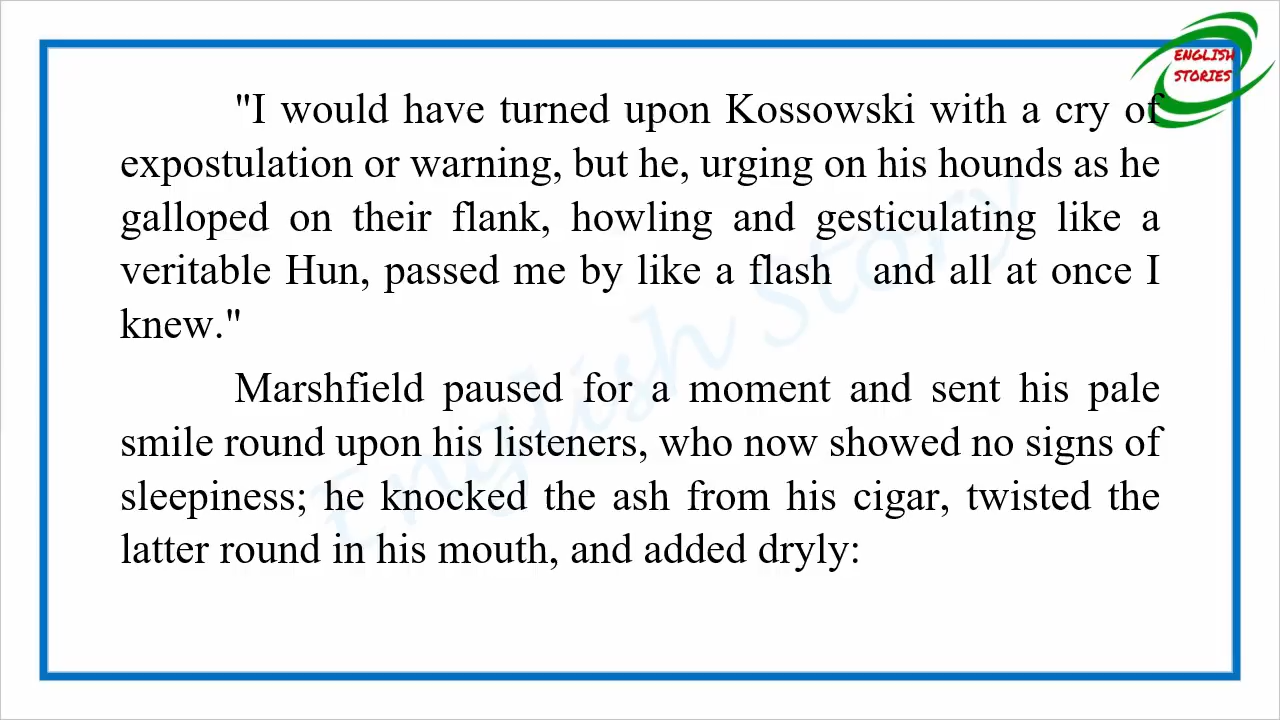 ENGLISH
STORIES
"I would have turned upon Kossowski with a cry of
expostulation or warning, but he, urging on his hounds as he
galloped on their flank, howling and gesticulating like a
veritable Hun, passed me by like a flash   and all at once I
knew."
Marshfield paused for a moment and sent his pale
smile round upon his listeners, who now showed no signs of
sleepiness; he knocked the ash from his cigar, twisted the
latter round in his mouth, and added dryly:
English Story